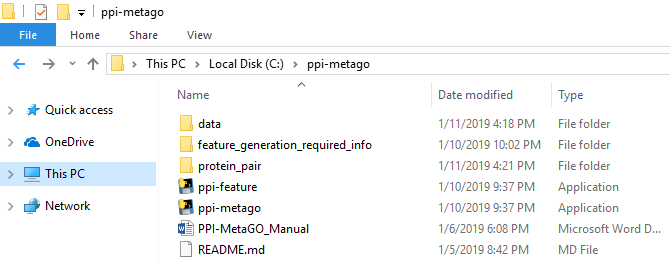 ppi-metago
File Home Share View
This PC Local Disk (C:) ppi-metago
Name Date modified Type
Quick access
OneDrive
This PC
Network
data 1/11/2019 4:18 PM File folder
feature_generation_required_info 1/10/2019 10:02 PM File folder
protein_pair 1/11/2019 4:21 PM File folder
ppi-feature 1/10/2019 9:37 PM Application
ppi-metago 1/10/2019 9:37 PM Application
PPI-MetaGO_Manual 1/6/2019 6:08 PM Microsoft Word D...
README.md 1/5/2019 8:42 PM MD File